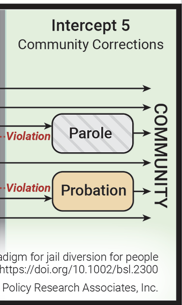 Intercept 5
Community Corrections
Violation
Parole
Violation
Probation
COMMUNITY
adigm for jail diversion for people
https://doi.org/10.1002/bsl.2300
Policy Research Associates, Inc.